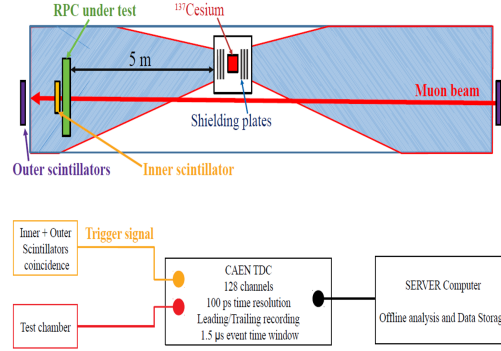 RPC under test
¹³⁷Cesium
5 m
Muon beam
Shielding plates
Outer scintillators
Inner scintillator
Inner + Outer
Scintillators
coincidence
Trigger signal
Test chamber
CAEN TDC
128 channels
100 ps time resolution
Leading/Trailing recording
1.5 μs event time window
SERVER Computer
Offline analysis and Data Storag